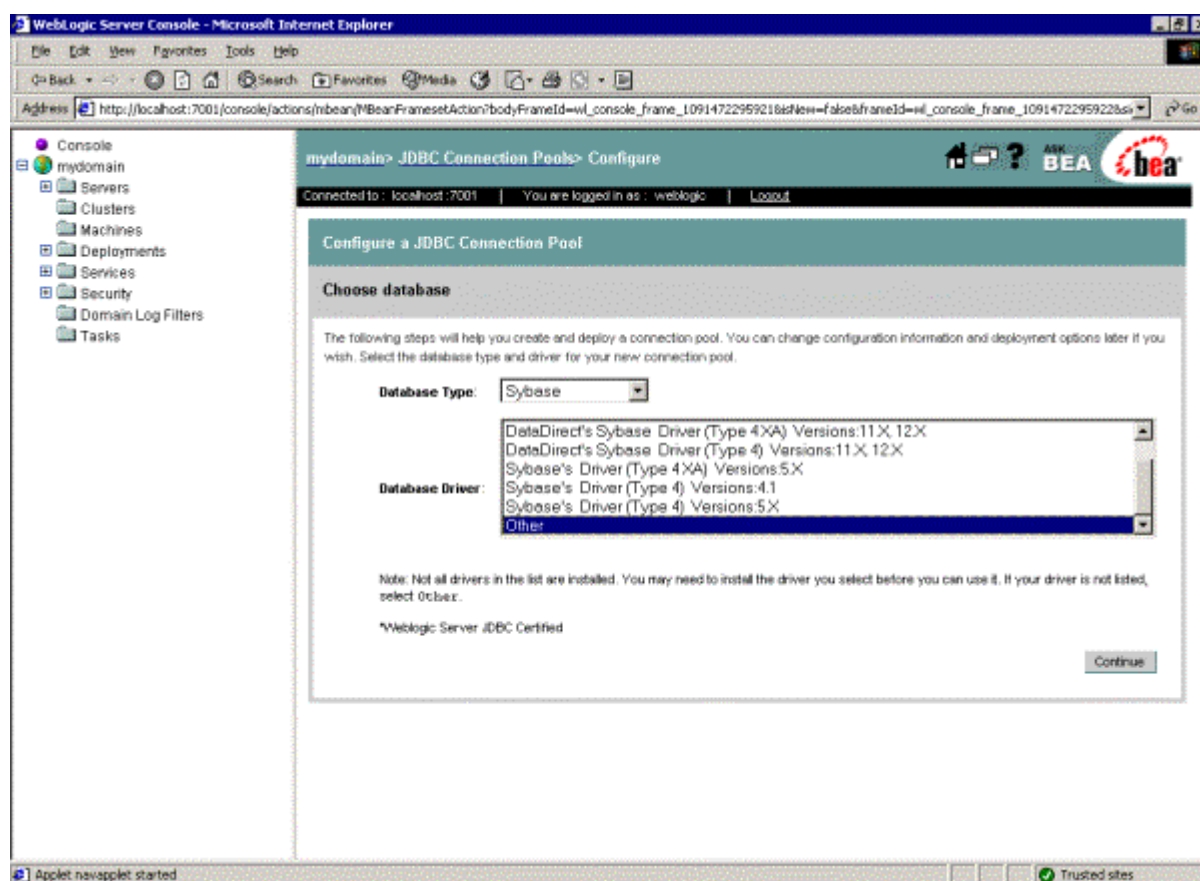 WebLogic Server Console - Microsoft Internet Explorer
File Edit View Favorites Tools Help
Back Search Favorites Media
Address http://localhost:7001/console/actions/mbean/MBeanFramesetAction?bodyFrameId=wl_console_frame_1091472295921&isNew=false&frameId=wl_console_frame_1091472295922&si Go
Console
mydomain
Servers
Clusters
Machines
Deployments
Services
Security
Domain Log Filters
Tasks
mydomain> JDBC Connection Pools> Configure
? ASK BEA bea
Connected to : localhost :7001 | You are logged in as : weblogic | Logout
Configure a JDBC Connection Pool
Choose database
The following steps will help you create and deploy a connection pool. You can change configuration information and deployment options later if you
wish. Select the database type and driver for your new connection pool.
Database Type: Sybase
Database Driver:
DataDirect's Sybase Driver (Type 4XA) Versions:11.X, 12.X
DataDirect's Sybase Driver (Type 4) Versions:11.X, 12.X
Sybase's Driver (Type 4XA) Versions:5.X
Sybase's Driver (Type 4) Versions:4.1
Sybase's Driver (Type 4) Versions:5.X
Other
Note: Not all drivers in the list are installed. You may need to install the driver you select before you can use it. If your driver is not listed,
select Other.
*Weblogic Server JDBC Certified
Continue
Applet navapplet started
Trusted sites